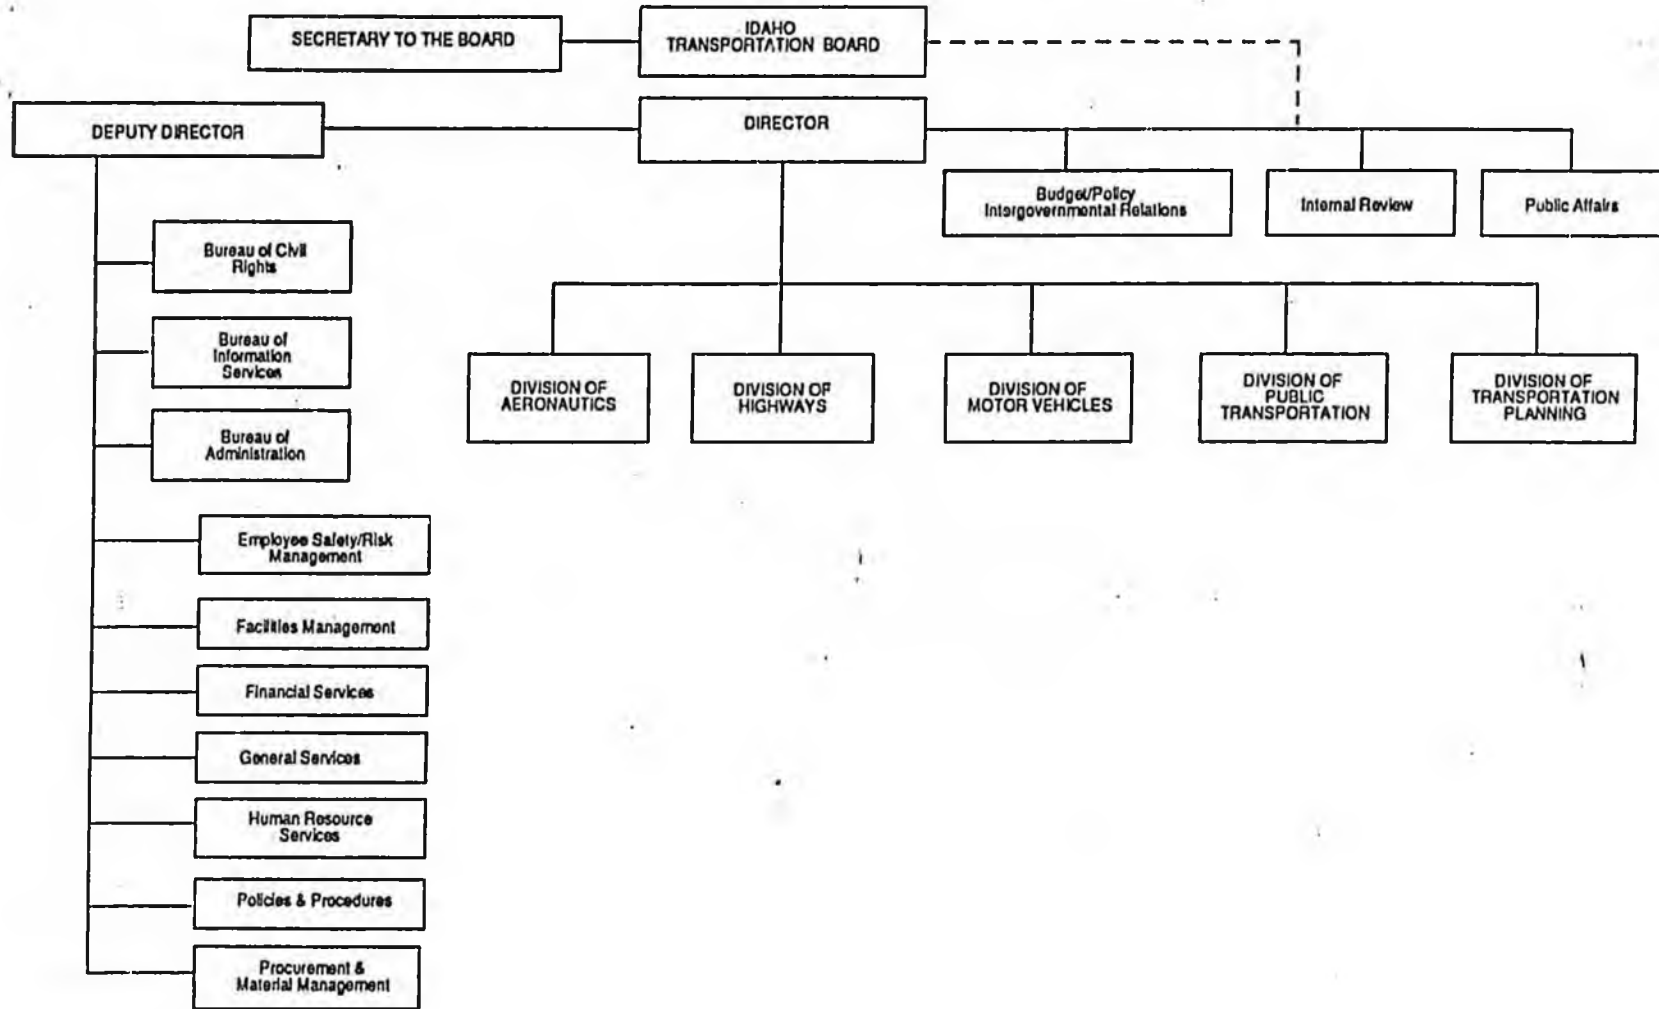 SECRETARY TO THE BOARD
IDAHO
TRANSPORTATION BOARD
DEPUTY DIRECTOR
DIRECTOR
Budget/Policy
Intergovernmental Relations
Internal Review
Public Affairs
Bureau of Civil
Rights
Bureau of
Information
Services
Bureau of
Administration
DIVISION OF
AERONAUTICS
DIVISION OF
HIGHWAYS
DIVISION OF
MOTOR VEHICLES
DIVISION OF
PUBLIC
TRANSPORTATION
DIVISION OF
TRANSPORTATION
PLANNING
Employee Safety/Risk
Management
Facilities Management
Financial Services
General Services
Human Resource
Services
Policies & Procedures
Procurement &
Material Management